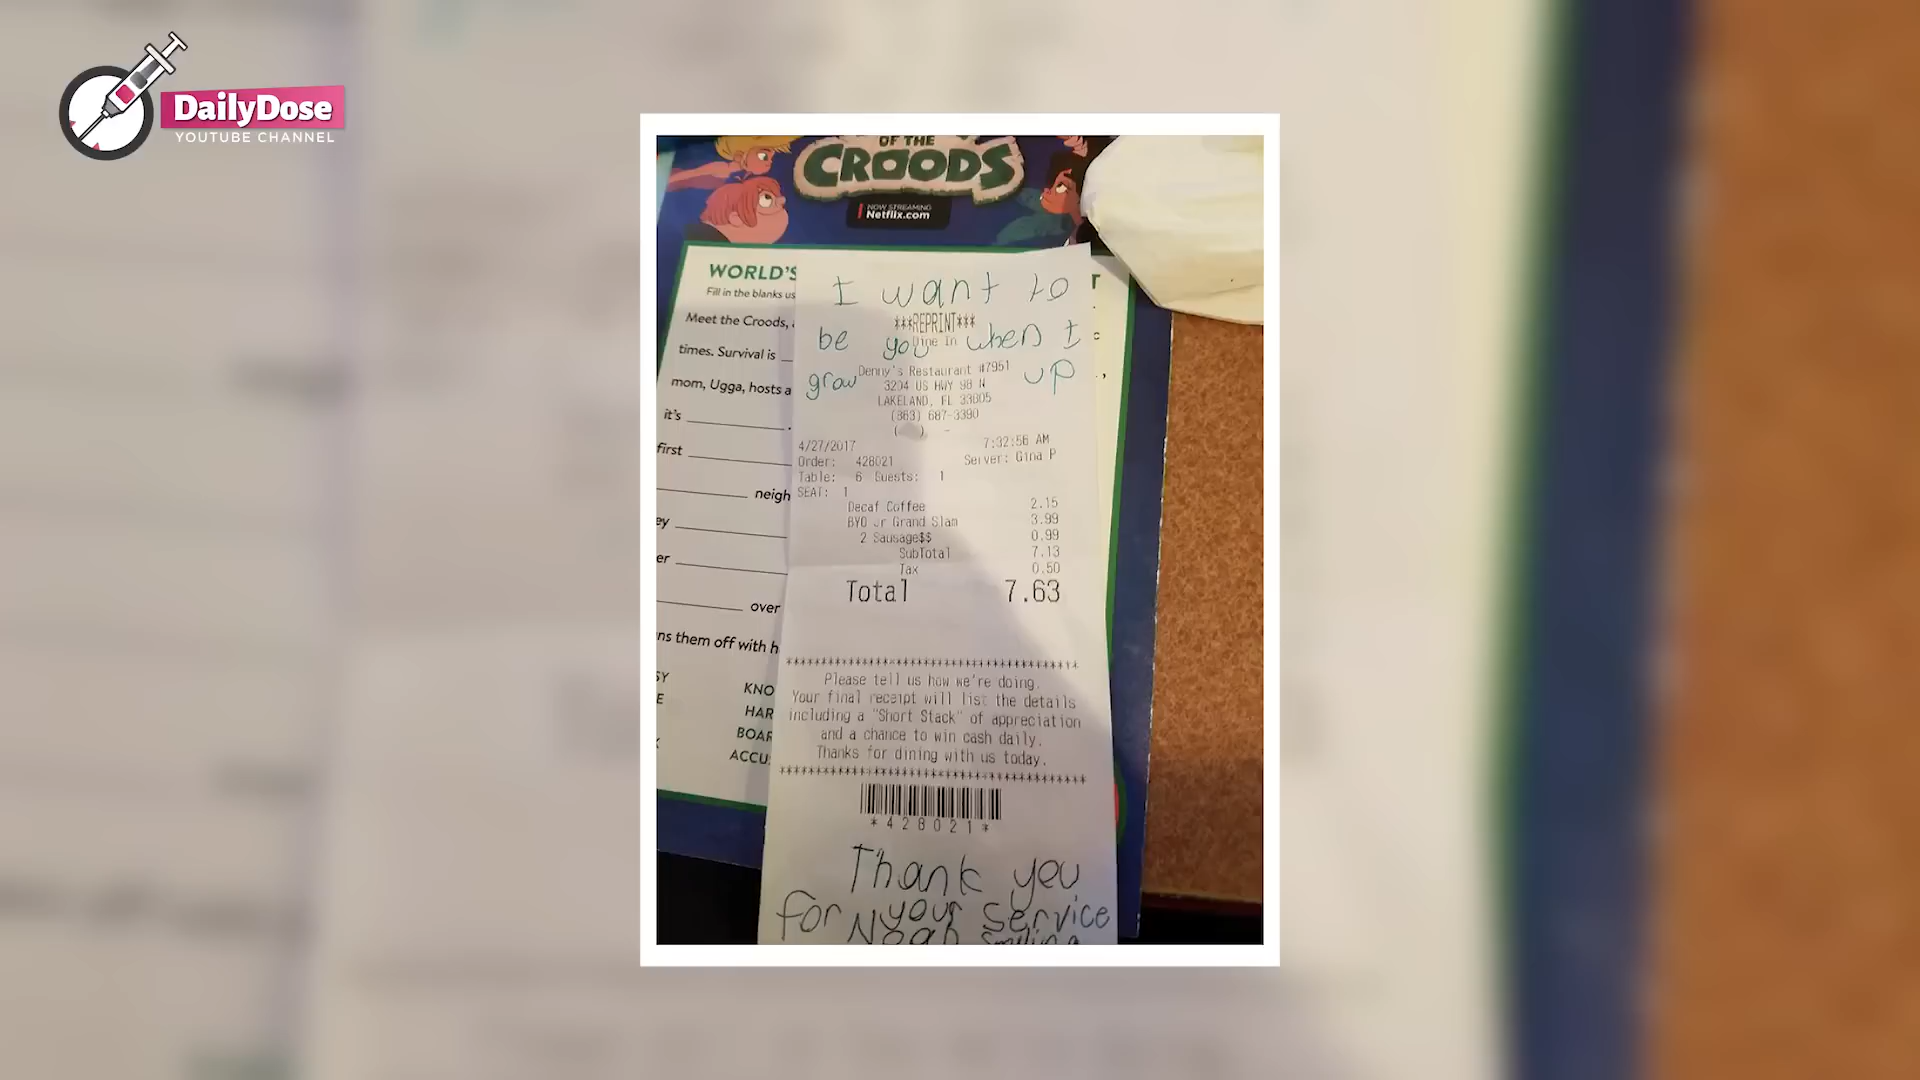 DailyDose
YOUTUBE CHANNEL
OF THE
CROODS
NOW STREAMING
Netflix.com
WORLD'S
Fill in the blanks us
Meet the Croods,
times. Survival is
mom, Ugga, hosts a
it's
first
neigh
ey
er
over
ns them off with h
SY
E
KNO
HAR
BOAR
ACCU
T
I want to
***REPRINT***
be you when I
Dine In
grow up
Denny's Restaurant #7951
3204 US HWY 98 N
LAKELAND, FL 33805
(863) 687-3390
( ) -
4/27/2017 7:32:56 AM
Order: 428021 Server: Gina P
Table: 6 Guests: 1
SEAT: 1
Decaf Coffee 2.15
BYO Jr Grand Slam 3.99
2 Sausage$$ 0.99
SubTotal 7.13
Tax 0.50
Total 7.63
Please tell us how we're doing.
Your final receipt will list the details
including a "Short Stack" of appreciation
and a chance to win cash daily.
Thanks for dining with us today.
*428021*
Thank you
for your service
Noah Smiling